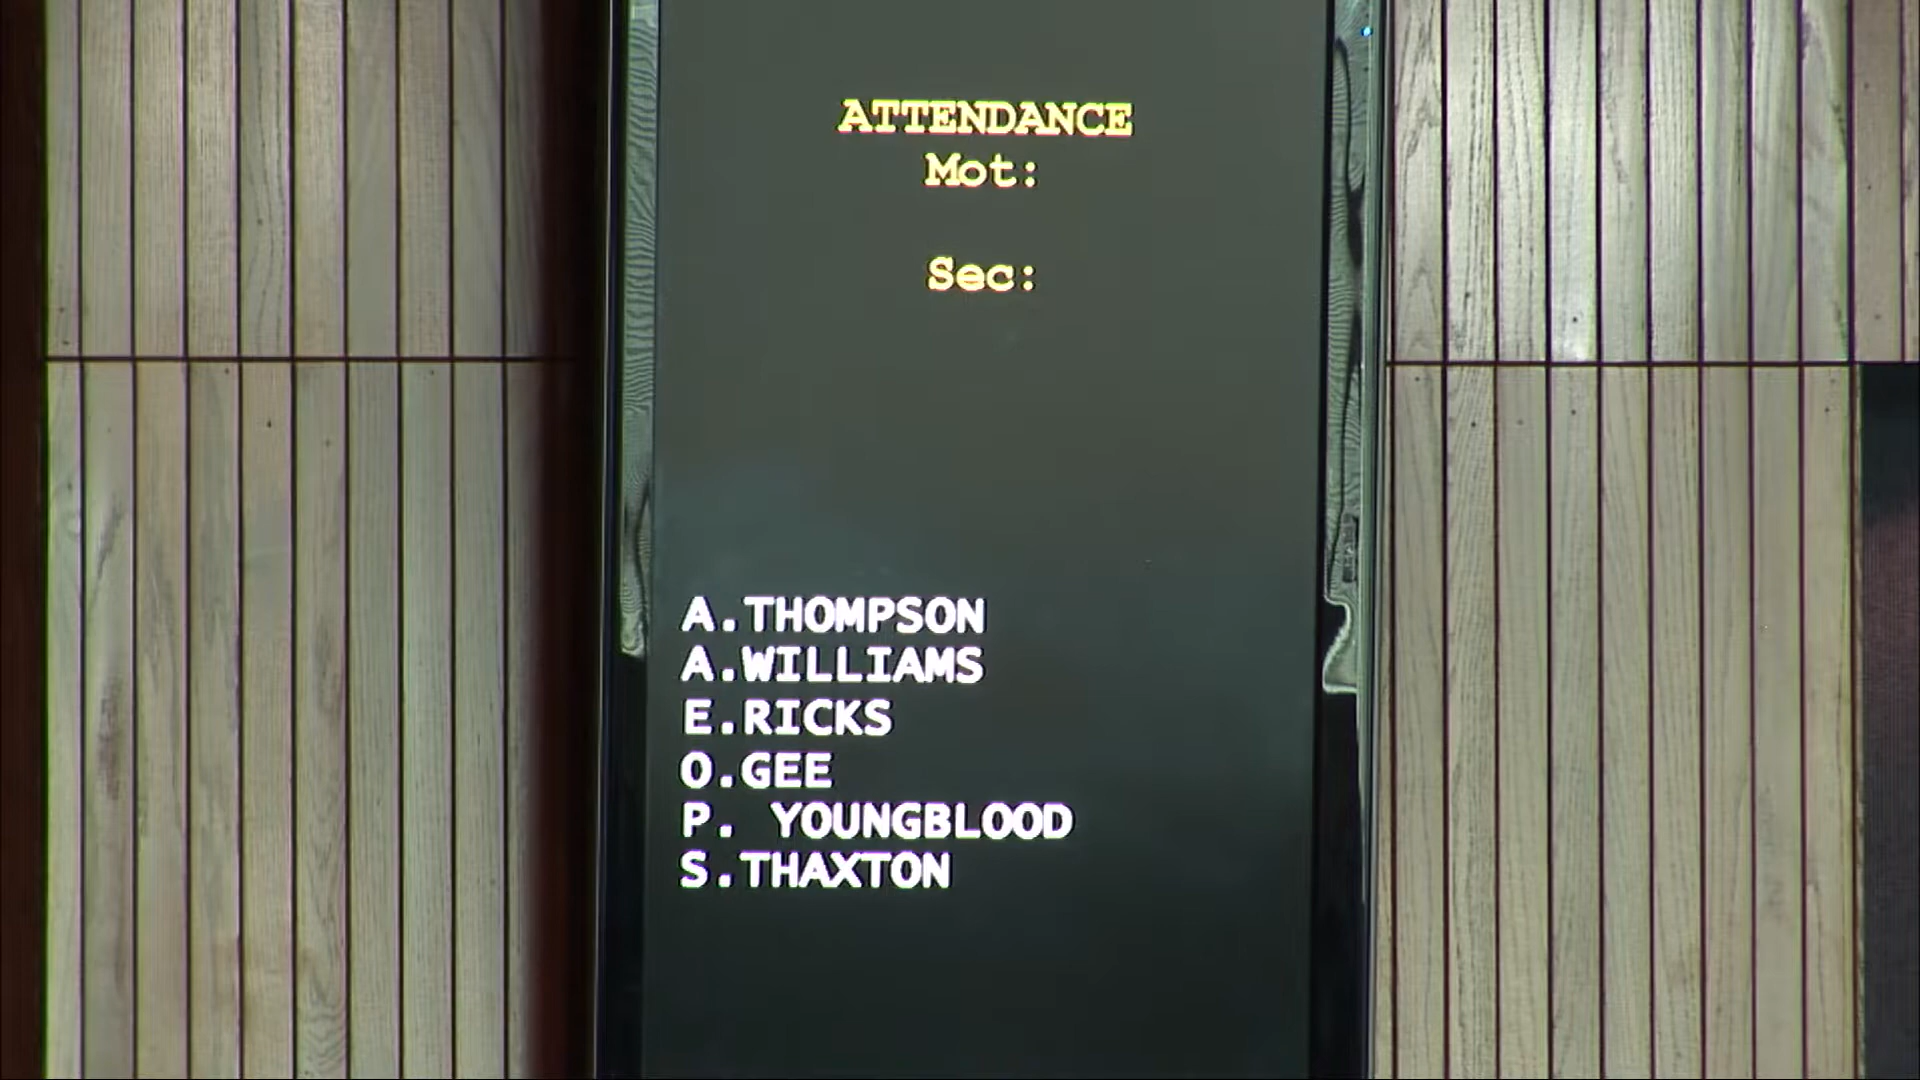 ATTENDANCE
Mot:
Sec:
A.THOMPSON
A.WILLIAMS
E.RICKS
O.GEE
P. YOUNGBLOOD
S.THAXTON